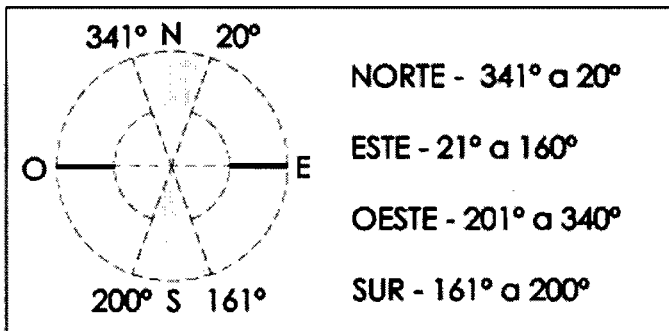 341° N 20°
NORTE - 341° a 20°
ESTE - 21° a 160°
O E
OESTE - 201° a 340°
200° S 161°
SUR - 161° a 200°